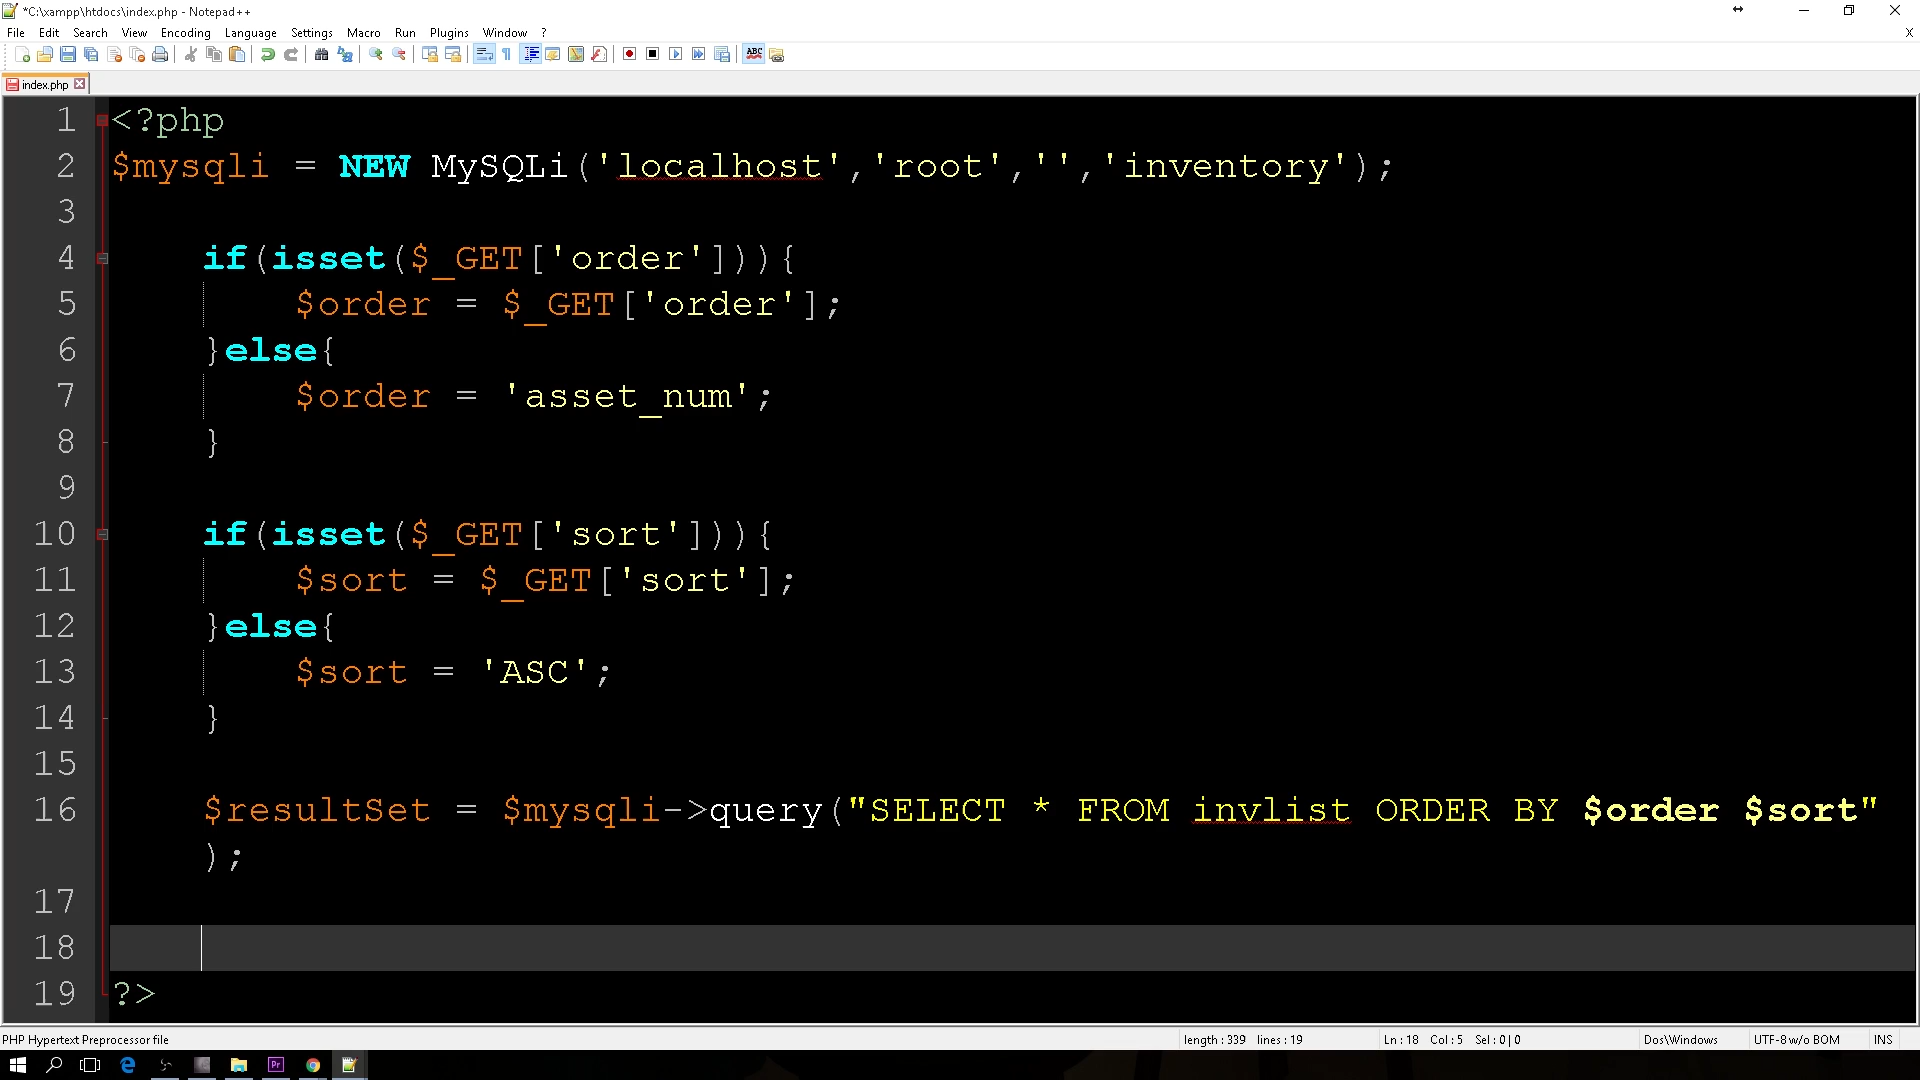 *C:\xampp\htdocs\index.php - Notepad++
File Edit Search View Encoding Language Settings Macro Run Plugins Window ? X
ABC
index.php
1 <?php
2 $mysqli = NEW MySQLi('localhost','root','','inventory');
3
4 if(isset($_GET['order'])){
5 $order = $_GET['order'];
6 }else{
7 $order = 'asset_num';
8 }
9
10 if(isset($_GET['sort'])){
11 $sort = $_GET['sort'];
12 }else{
13 $sort = 'ASC';
14 }
15
16 $resultSet = $mysqli->query("SELECT * FROM invlist ORDER BY $order $sort"
);
17
18
19 ?>
PHP Hypertext Preprocessor file length : 339 lines : 19 Ln : 18 Col : 5 Sel : 0 | 0 Dos\Windows UTF-8 w/o BOM INS
Pr